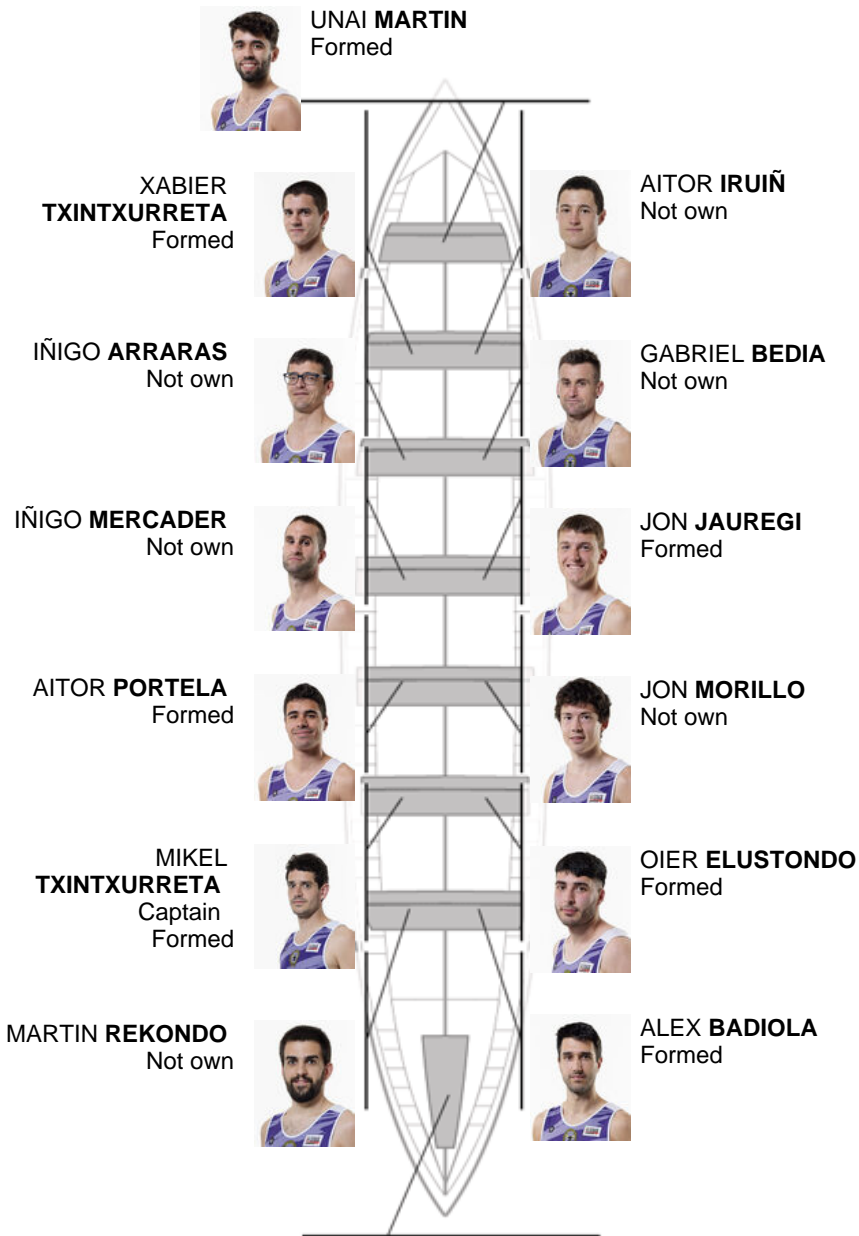 UNAI MARTIN
Formed
XABIER
TXINTXURRETA
Formed
AITOR IRUIÑ
Not own
IÑIGO ARRARAS
Not own
GABRIEL BEDIA
Not own
IÑIGO MERCADER
Not own
JON JAUREGI
Formed
AITOR PORTELA
Formed
JON MORILLO
Not own
MIKEL
TXINTXURRETA
Captain
Formed
OIER ELUSTONDO
Formed
MARTIN REKONDO
Not own
ALEX BADIOLA
Formed